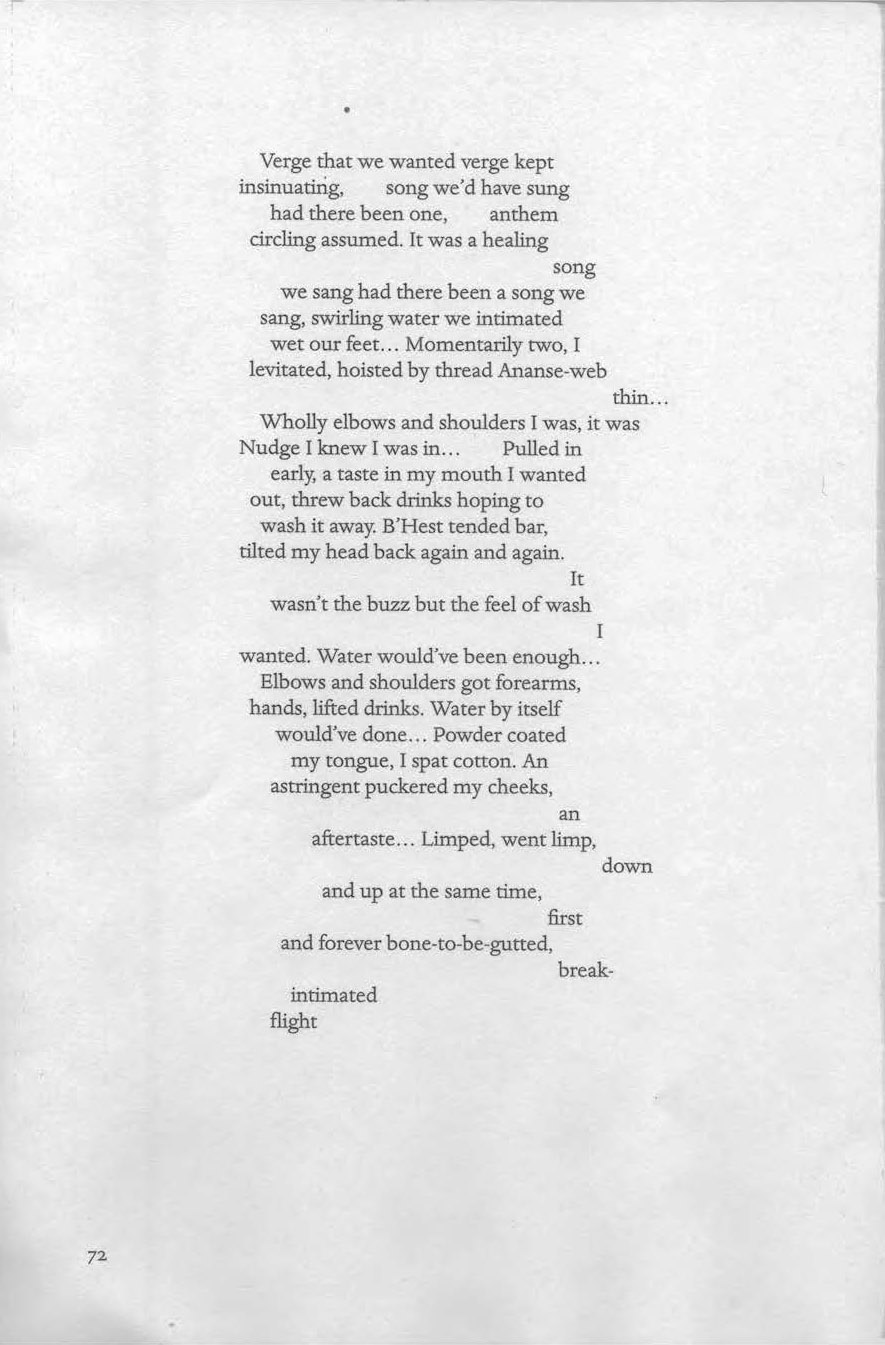 •
Verge that we wanted verge kept
insinuating, song we'd have sung
had there been one, anthem
circling assumed. It was a healing
song
we sang had there been a song we
sang, swirling water we intimated
wet our feet... Momentarily two, I
levitated, hoisted by thread Ananse-web
thin...
Wholly elbows and shoulders I was, it was
Nudge I knew I was in... Pulled in
early, a taste in my mouth I wanted
out, threw back drinks hoping to
wash it away. B'Hest tended bar,
tilted my head back again and again.
It
wasn't the buzz but the feel of wash
I
wanted. Water would've been enough...
Elbows and shoulders got forearms,
hands, lifted drinks. Water by itself
would've done... Powder coated
my tongue, I spat cotton. An
astringent puckered my cheeks,
an
aftertaste... Limped, went limp,
down
and up at the same time,
first
and forever bone-to-be-gutted,
break-
intimated
flight
72